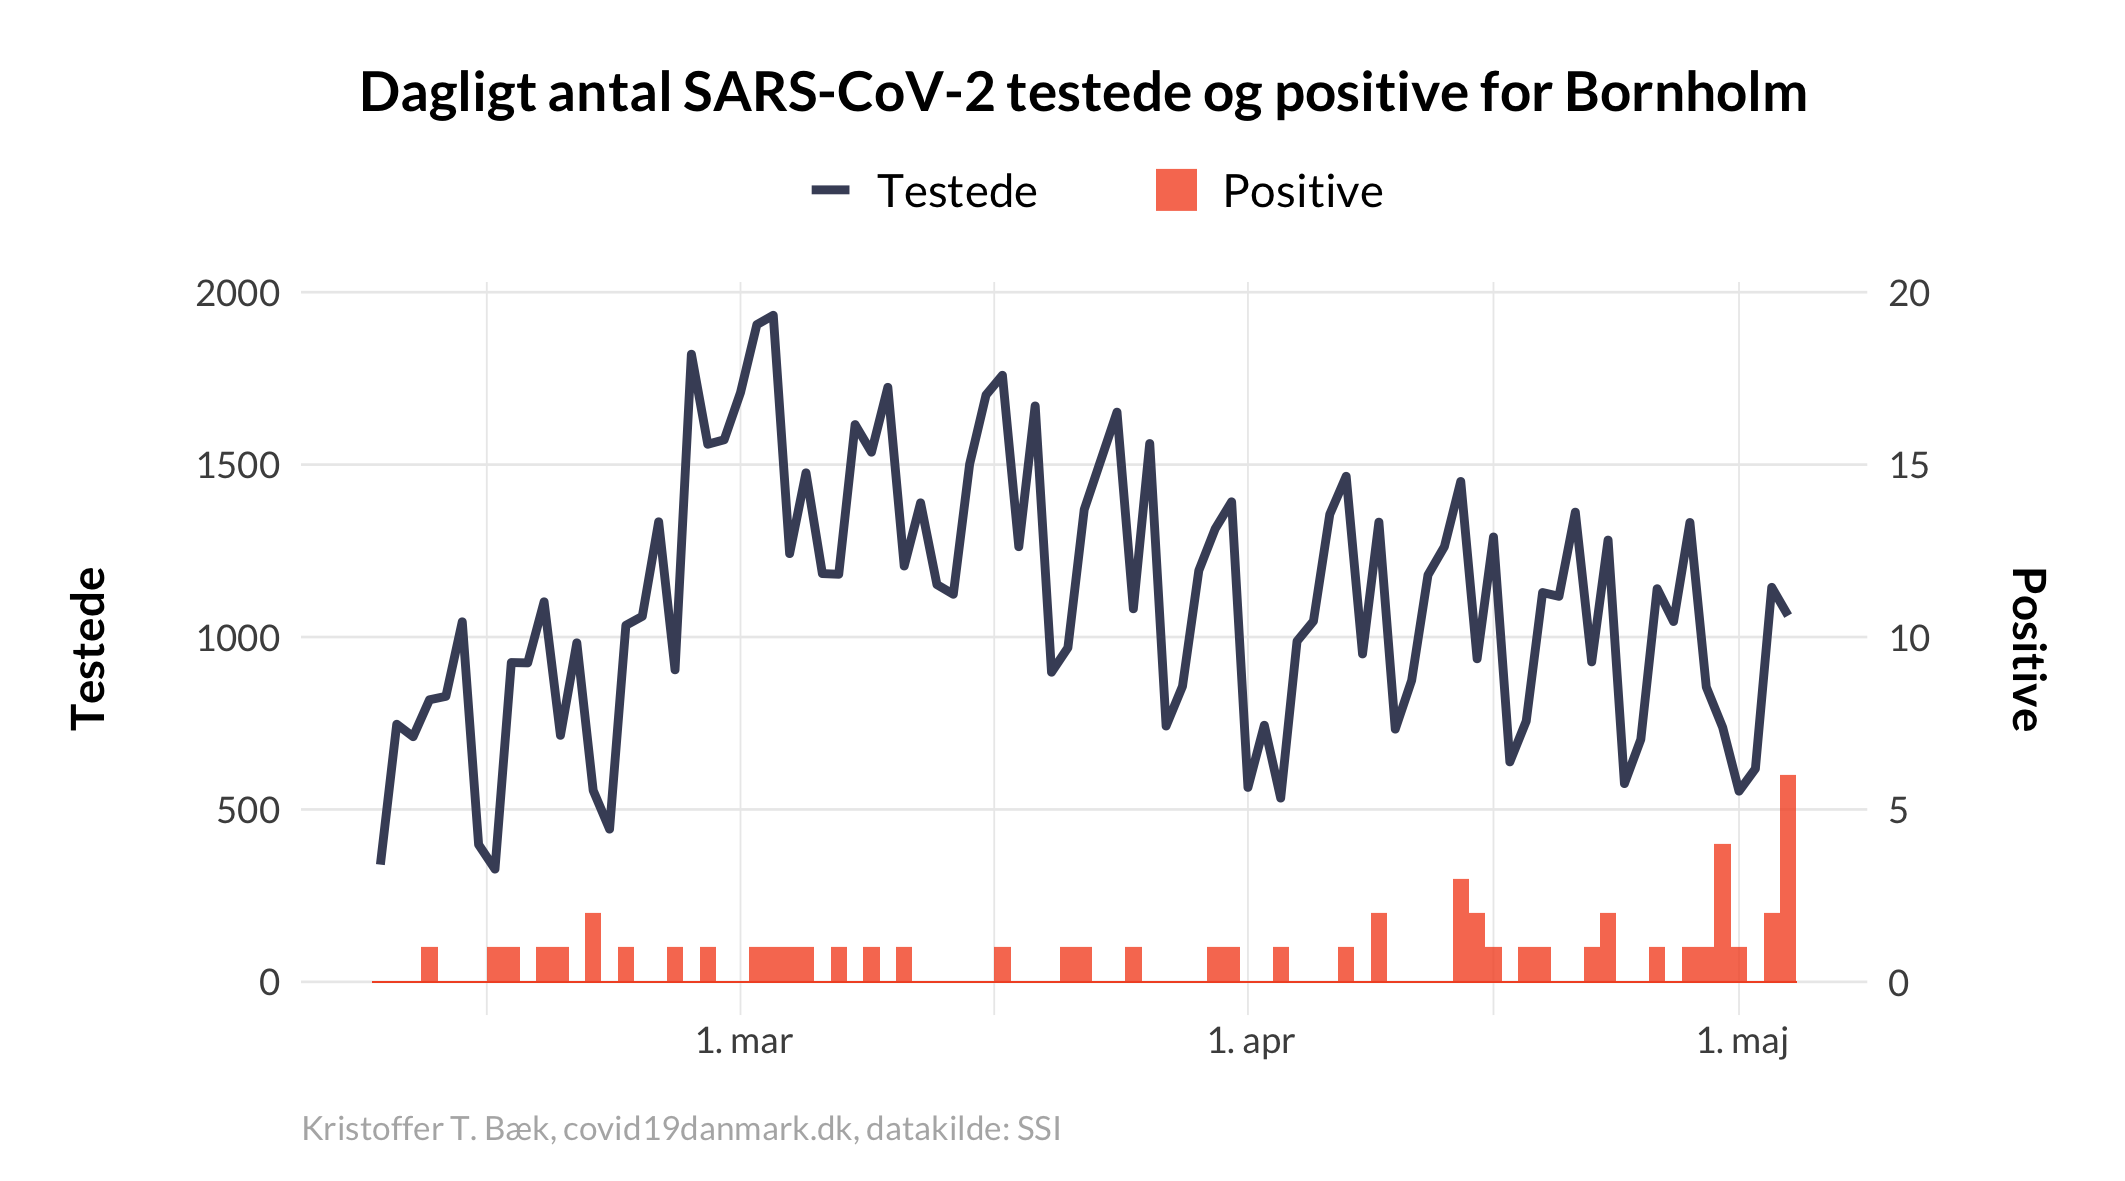 Dagligt antal SARS-CoV-2 testede og positive for Bornholm
Testede
Positive
2000
1500
1000
500
0
20
15
10
5
0
Testede
Positive
1. mar
1. apr
1. maj
Kristoffer T. Bæk, covid19danmark.dk, datakilde: SSI